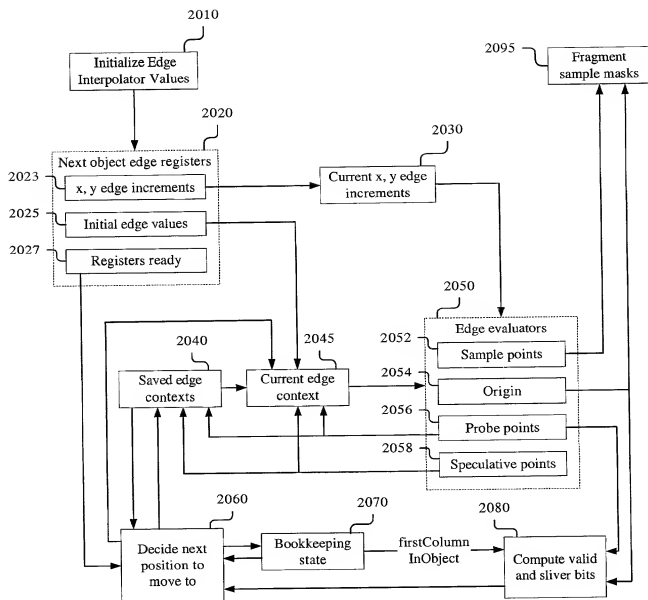 2010
Initialize Edge
Interpolator Values
2095
Fragment
sample masks
2020
Next object edge registers
2023
x, y edge increments
2025
Initial edge values
2027
Registers ready
2030
Current x, y edge
increments
2050
Edge evaluators
2052
Sample points
2054
Origin
2056
Probe points
2058
Speculative points
2040
Saved edge
contexts
2045
Current edge
context
2060
Decide next
position to
move to
2070
Bookkeeping
state
firstColumn
InObject
2080
Compute valid
and sliver bits